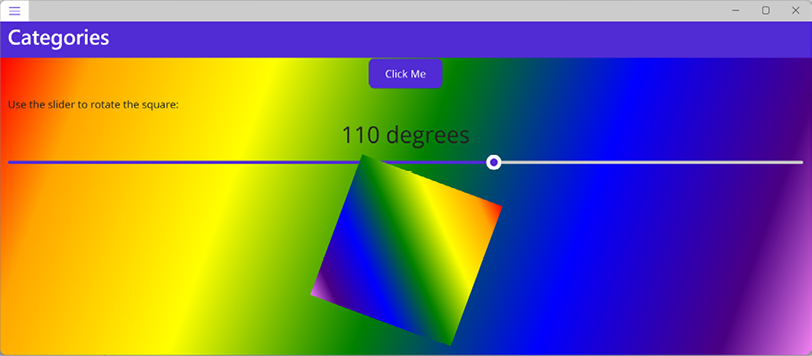 Categories
Click Me
Use the slider to rotate the square:
110 degrees